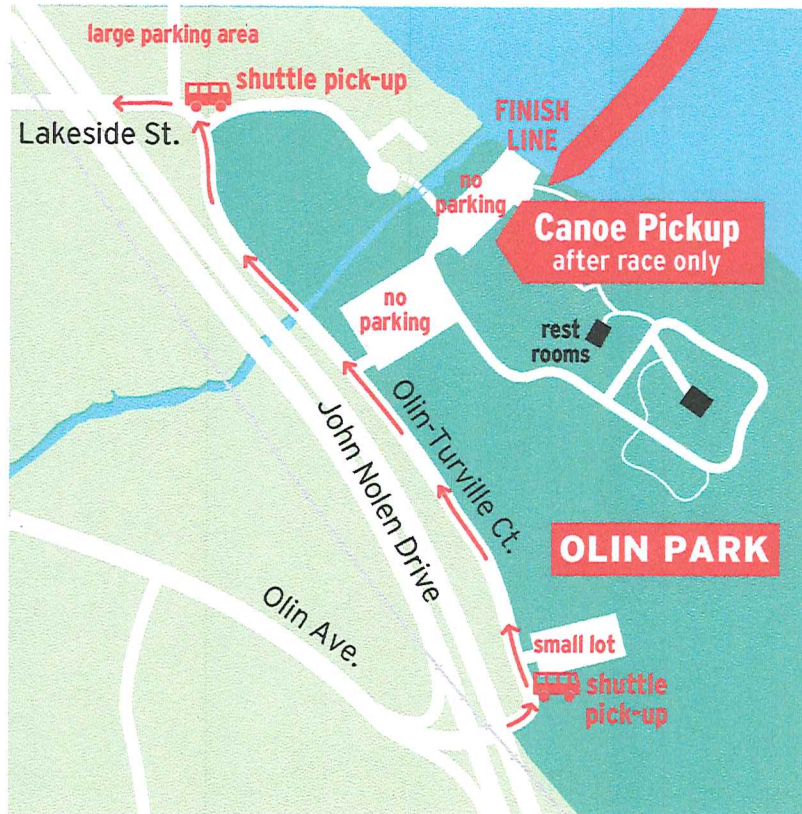 large parking area
shuttle pick-up
Lakeside St.
FINISH
LINE
no
parking
Canoe Pickup
after race only
no
parking
rest
rooms
Olin-Turville Ct.
John Nolen Drive
OLIN PARK
Olin Ave.
small lot
shuttle
pick-up